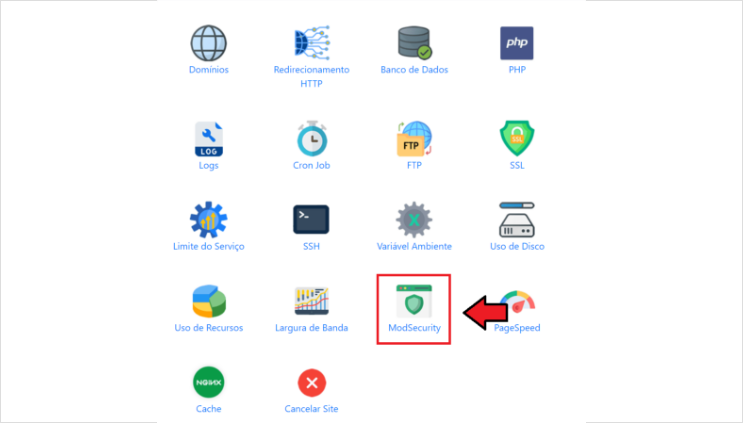 php
Domínios
Redirecionamento
HTTP
Banco de Dados
PHP
LOG
FTP
SSL
Logs
Cron Job
FTP
SSL
>_
Limite do Serviço
SSH
X
Variável Ambiente
Uso de Disco
Uso de Recursos
Largura de Banda
ModSecurity
PageSpeed
NGINX
Cache
Cancelar Site